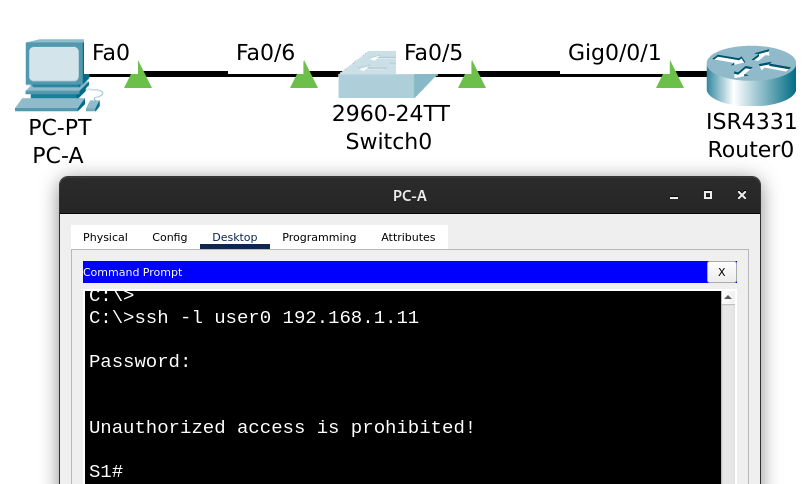 Fa0 Fa0/6 Fa0/5 Gig0/0/1
PC-PT
PC-A
2960-24TT
Switch0
ISR4331
Router0
PC-A
Physical Config Desktop Programming Attributes
Command Prompt X
C:\>
C:\>ssh -l user0 192.168.1.11
Password:
Unauthorized access is prohibited!
S1#